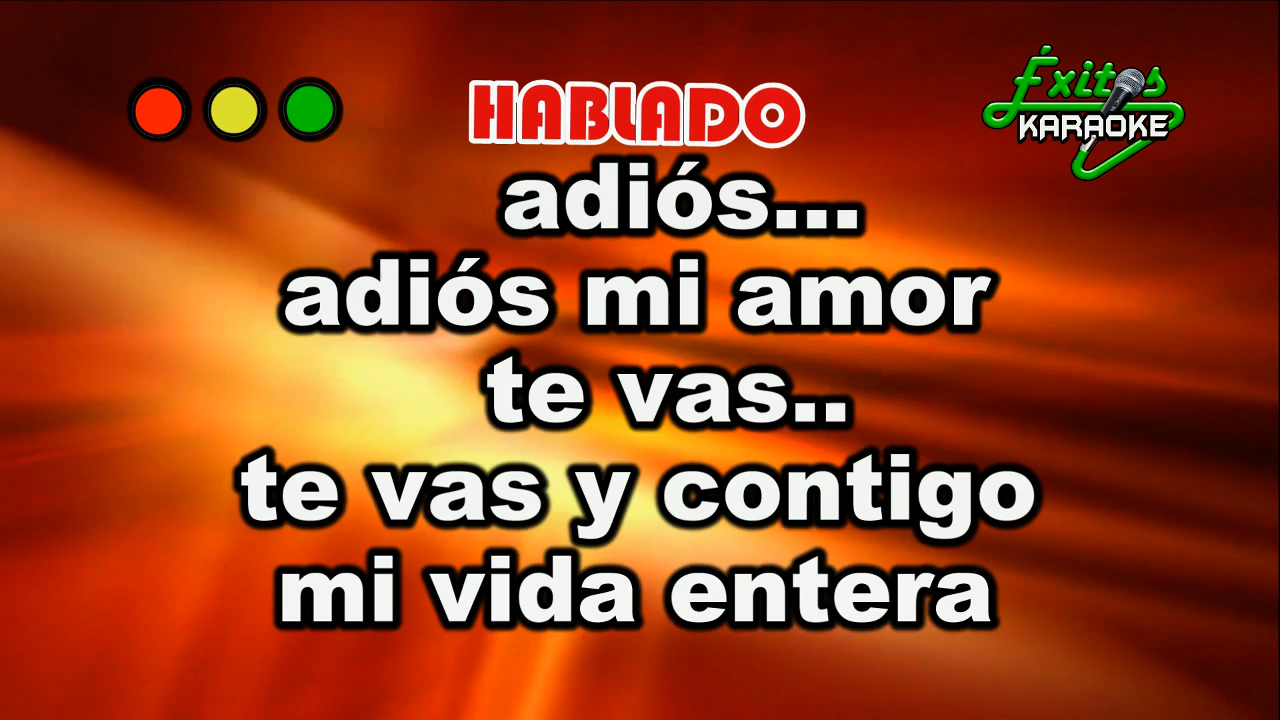 HABLADO
Éxitos
KARAOKE
adiós...
adiós mi amor
te vas..
te vas y contigo
mi vida entera